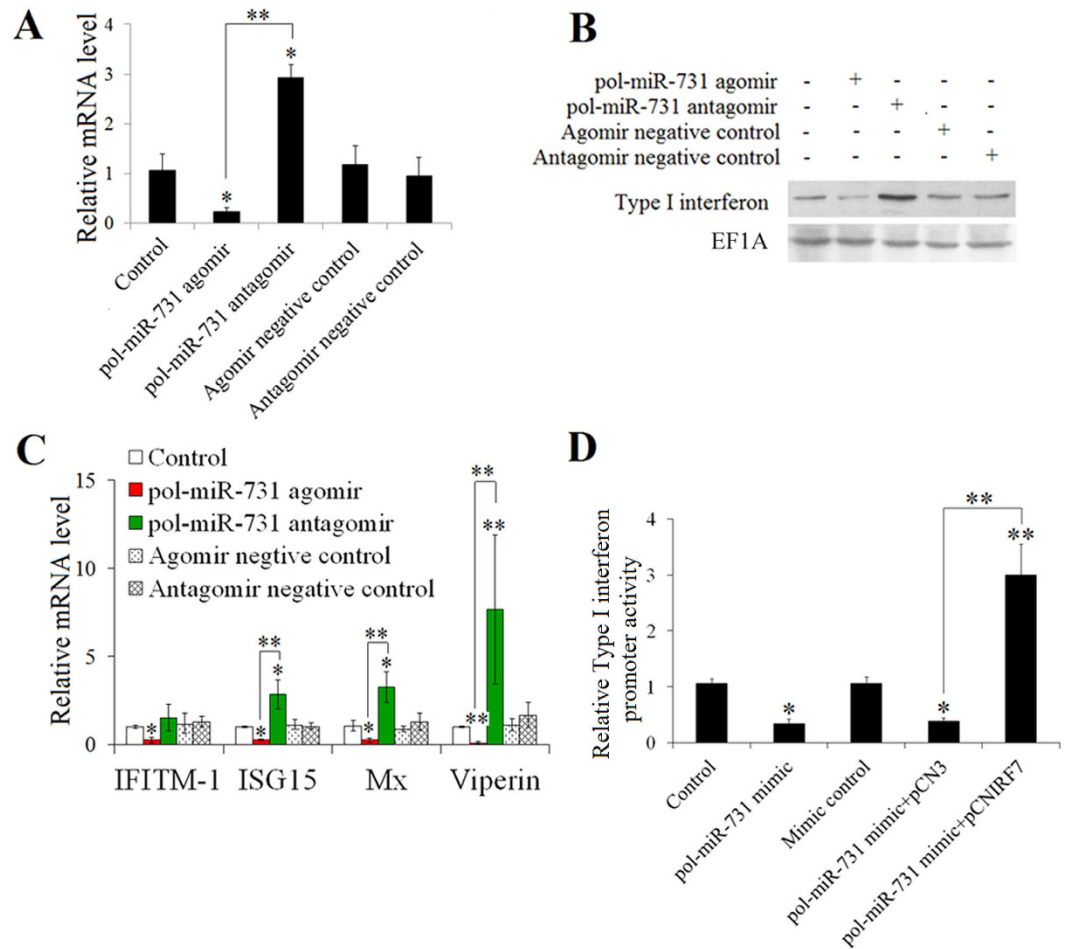 A
Relative mRNA level
4
3
2
1
0
**
*
*
Control
pol-miR-731 agomir
pol-miR-731 antagomir
Agomir negative control
Antagomir negative control
B
pol-miR-731 agomir - + - - -
pol-miR-731 antagomir - - + - -
Agomir negative control - - - + -
Antagomir negative control - - - - +
Type I interferon
EF1A
C
Relative mRNA level
15
10
5
0
Control
pol-miR-731 agomir
pol-miR-731 antagomir
Agomir negtive control
Antagomir negative control
**
**
** **
* *
* * * **
IFITM-1 ISG15 Mx Viperin
D
Relative Type I interferon
promoter activity
4
3
2
1
0
**
**
* *
Control
pol-miR-731 mimic
Mimic control
pol-miR-731 mimic+pCN3
pol-miR-731 mimic+pCNIRF7